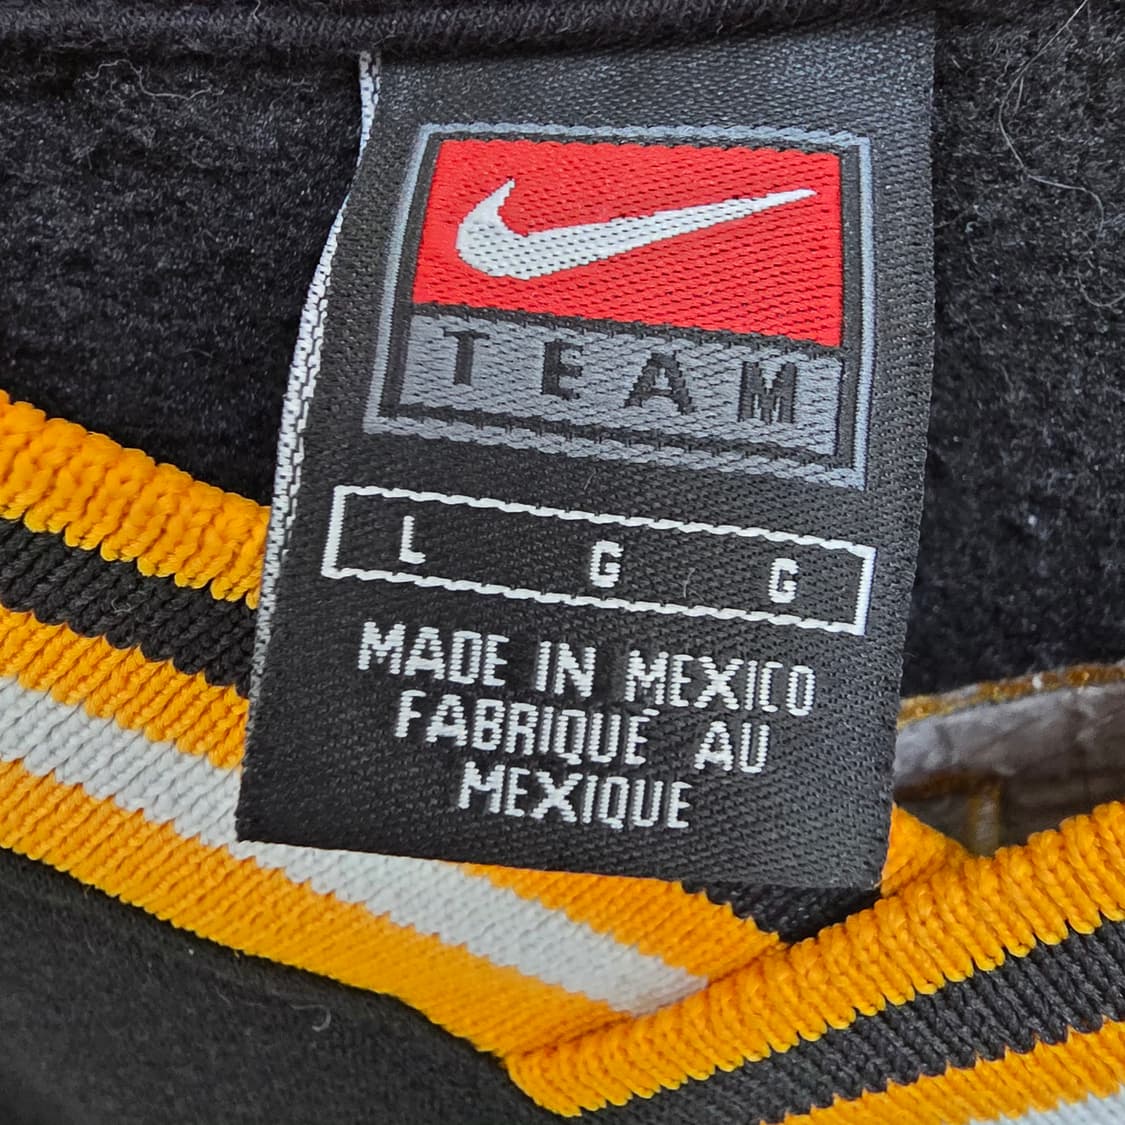 TEAM
L G G
MADE IN MEXICO
FABRIQUÉ AU
MEXIQUE